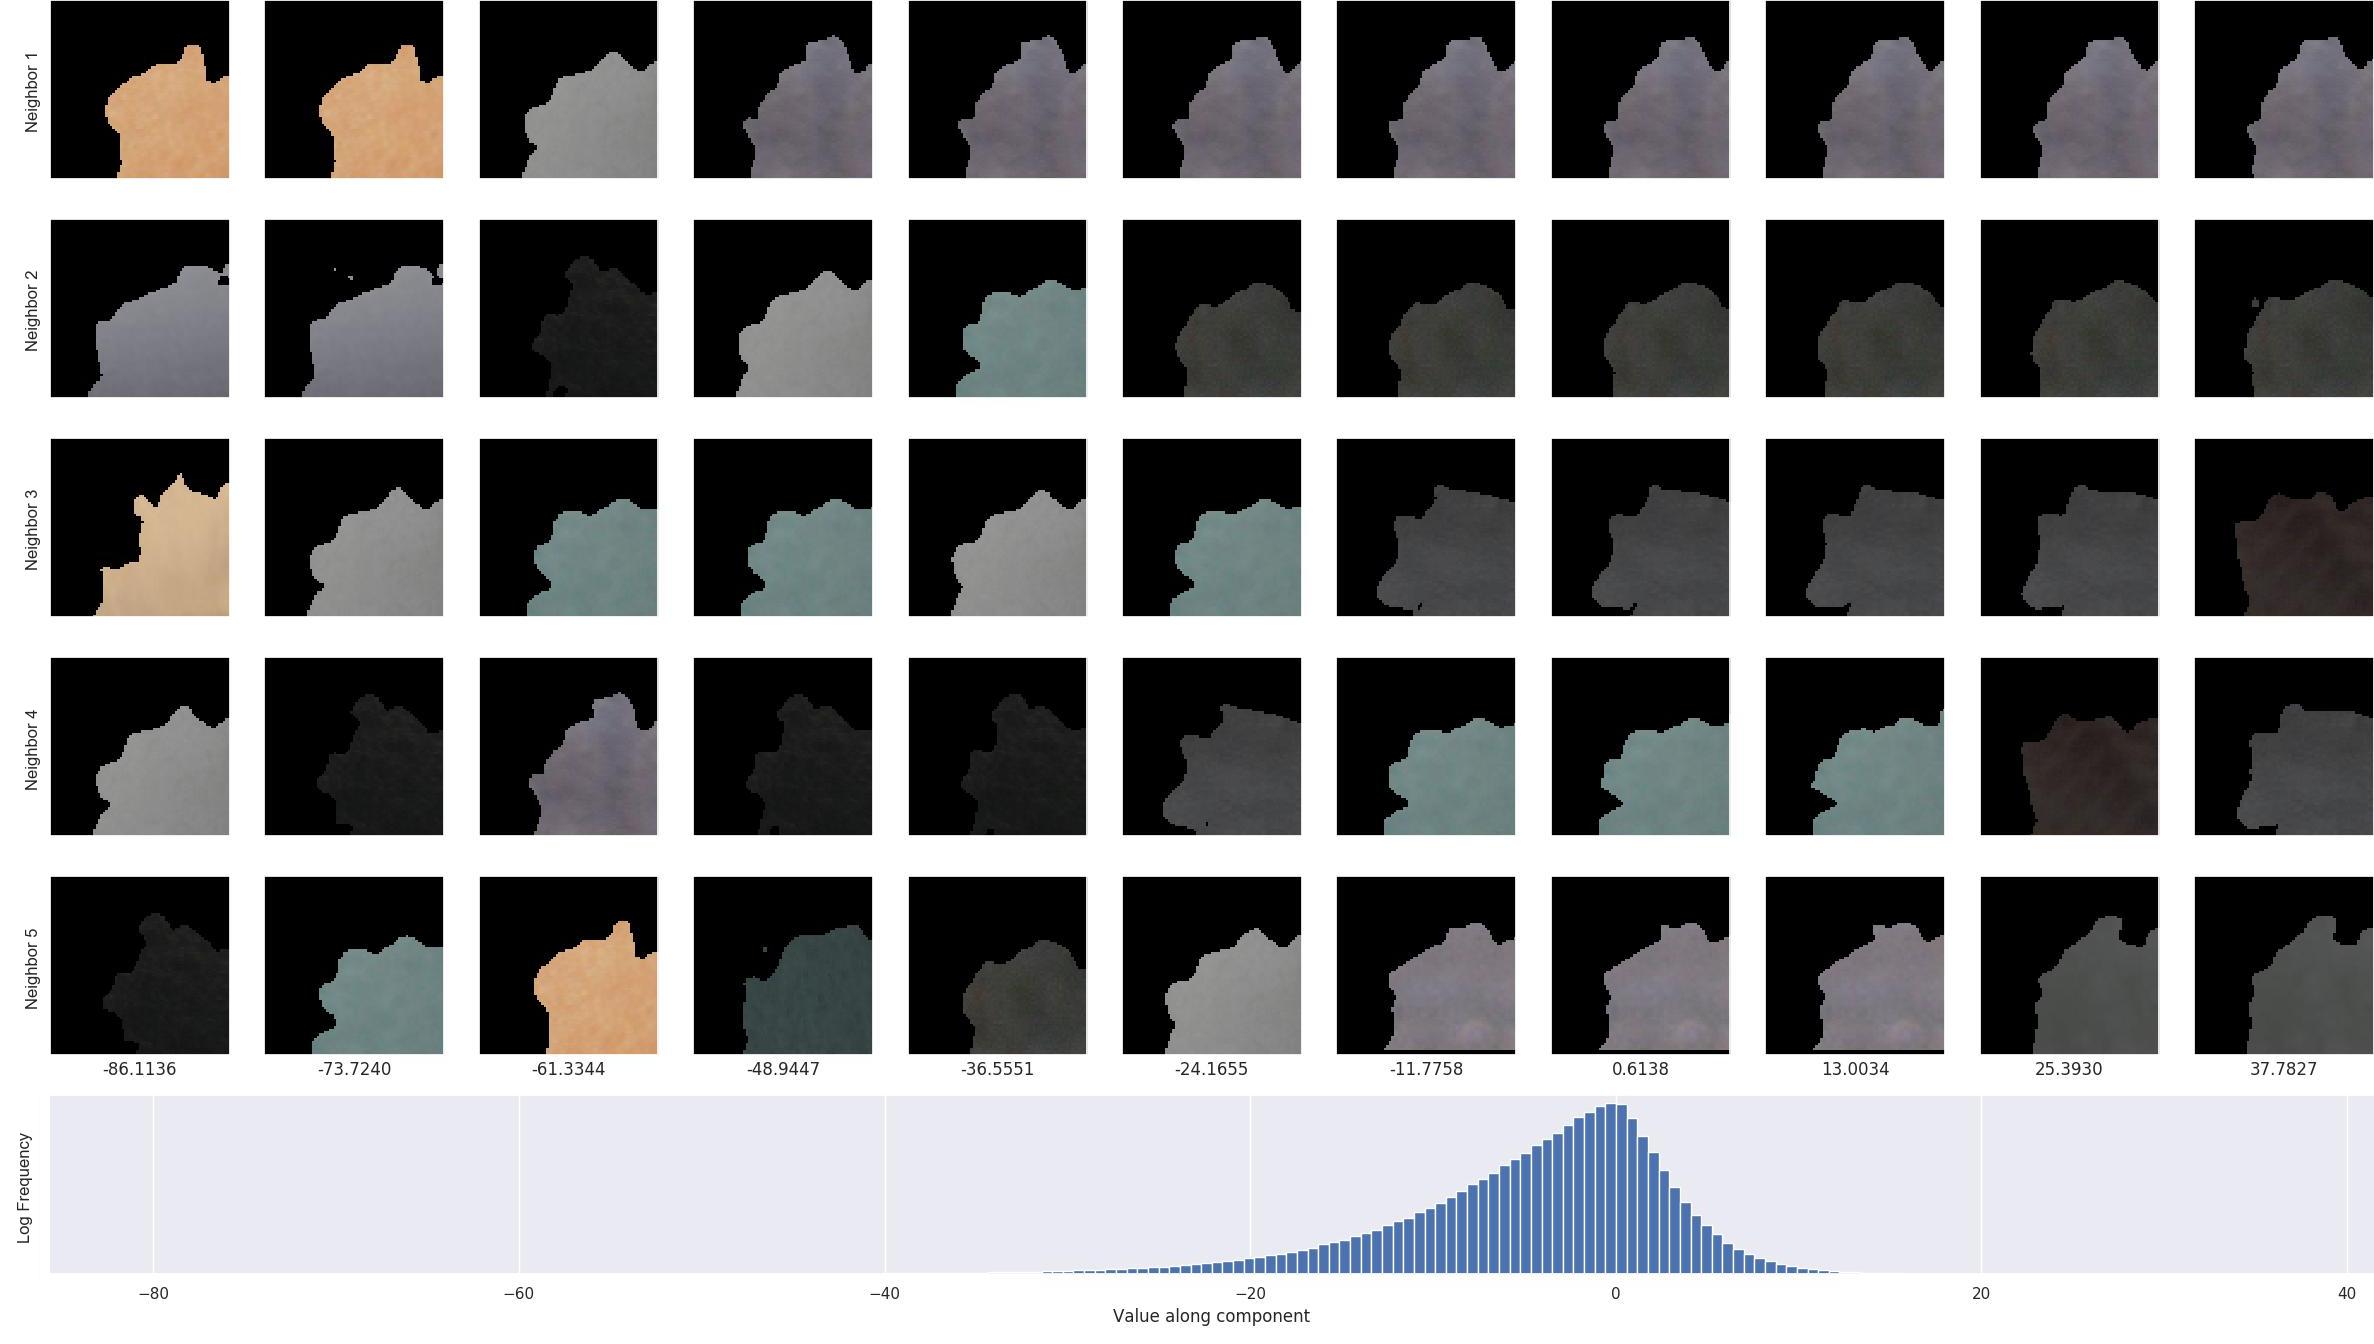 Neighbor 1
Neighbor 2
Neighbor 3
Neighbor 4
Neighbor 5
-86.1136 -73.7240 -61.3344 -48.9447 -36.5551 -24.1655 -11.7758 0.6138 13.0034 25.3930 37.7827
Log Frequency
−80 −60 −40 −20 0 20 40
Value along component